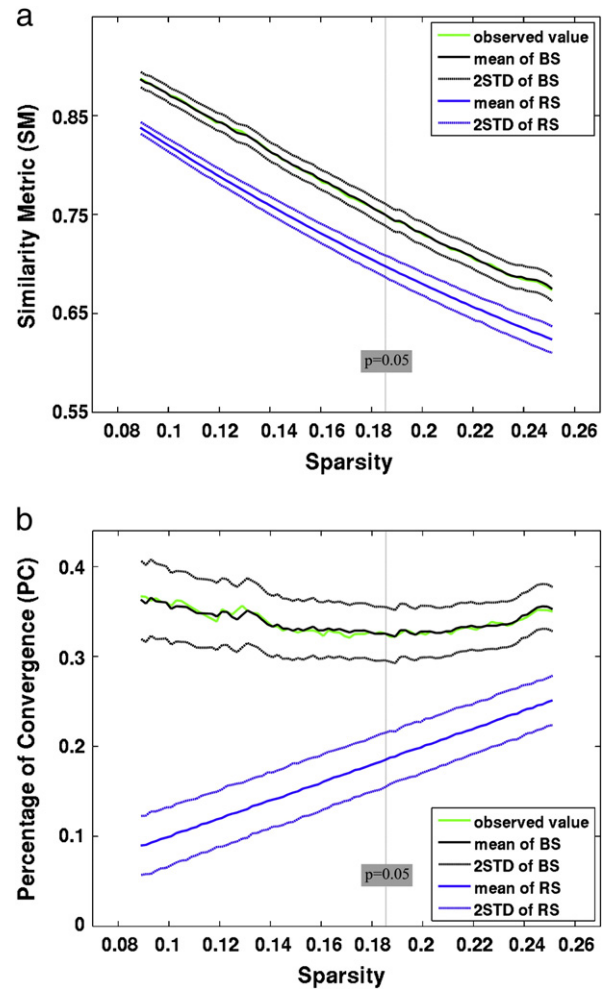 a
observed value
mean of BS
2STD of BS
mean of RS
2STD of RS
Similarity Metric (SM)
0.85
0.75
0.65
0.55
p=0.05
0.08 0.1 0.12 0.14 0.16 0.18 0.2 0.22 0.24 0.26
Sparsity
b
Percentage of Convergence (PC)
0.4
0.3
0.2
0.1
0
observed value
mean of BS
2STD of BS
mean of RS
2STD of RS
p=0.05
0.08 0.1 0.12 0.14 0.16 0.18 0.2 0.22 0.24 0.26
Sparsity